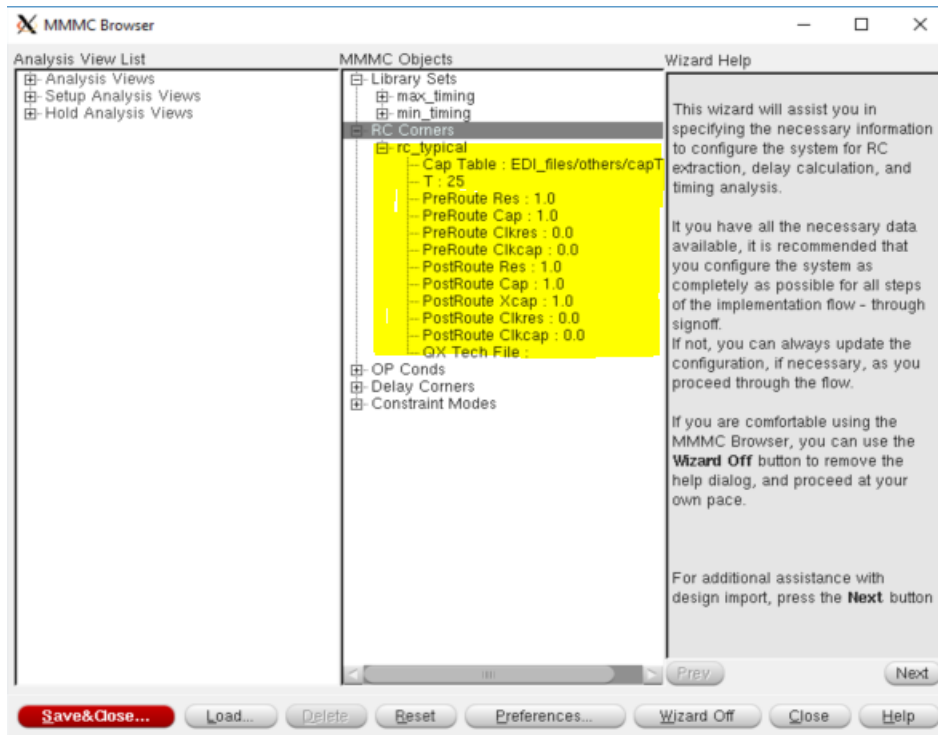 MMMC Browser
Analysis View List
Analysis Views
Setup Analysis Views
Hold Analysis Views
MMMC Objects
Library Sets
max_timing
min_timing
RC Corners
rc_typical
Cap Table : EDI_files/others/capT
T : 25
PreRoute Res : 1.0
PreRoute Cap : 1.0
PreRoute Clkres : 0.0
PreRoute Clkcap : 0.0
PostRoute Res : 1.0
PostRoute Cap : 1.0
PostRoute Xcap : 1.0
PostRoute Clkres : 0.0
PostRoute Clkcap : 0.0
QX Tech File :
OP Conds
Delay Corners
Constraint Modes
Wizard Help
This wizard will assist you in
specifying the necessary information
to configure the system for RC
extraction, delay calculation, and
timing analysis.
It you have all the necessary data
available, it is recommended that
you configure the system as
completely as possible for all steps
of the implementation flow - through
signoff.
If not, you can always update the
configuration, if necessary, as you
proceed through the flow.
If you are comfortable using the
MMMC Browser, you can use the
Wizard Off button to remove the
help dialog, and proceed at your
own pace.
For additional assistance with
design import, press the Next button
Prev
Next
Save&Close...
Load...
Delete
Reset
Preferences...
Wizard Off
Close
Help